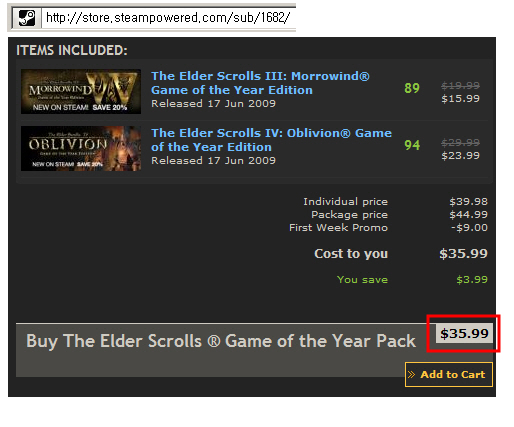 http://store.steampowered.com/sub/1682/
ITEMS INCLUDED:
MORROWIND
NEW ON STEAM! SAVE 20%
The Elder Scrolls III: Morrowind®
Game of the Year Edition
Released 17 Jun 2009
89
$19.99
$15.99
The Elder Scrolls IV
OBLIVION
NEW ON STEAM! SAVE 20%
The Elder Scrolls IV: Oblivion® Game
of the Year Edition
Released 17 Jun 2009
94
$29.99
$23.99
Individual price $39.98
Package price $44.99
First Week Promo -$9.00
Cost to you $35.99
You save $3.99
Buy The Elder Scrolls ® Game of the Year Pack
$35.99
» Add to Cart